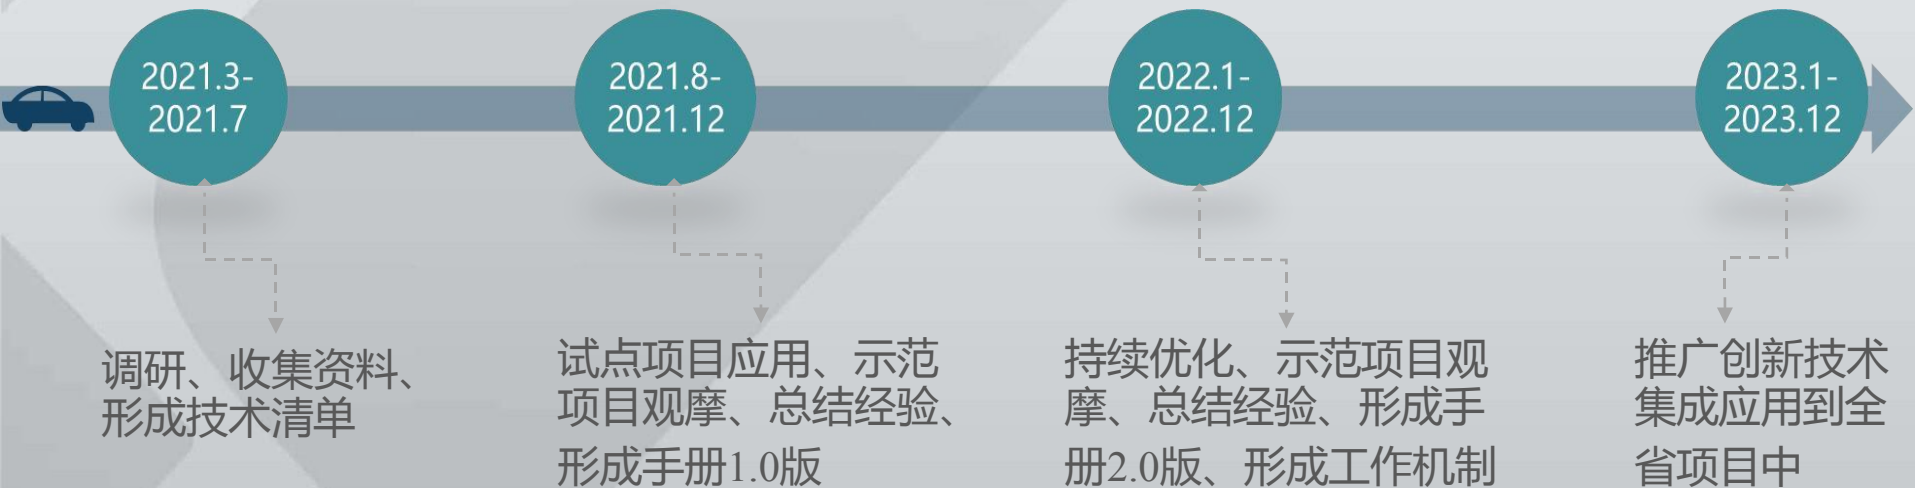 2021.3-
2021.7
2021.8-
2021.12
2022.1-
2022.12
2023.1-
2023.12
调研、收集资料、
形成技术清单
试点项目应用、示范
项目观摩、总结经验、
形成手册1.0版
持续优化、示范项目观
摩、总结经验、形成手
册2.0版、形成工作机制
推广创新技术
集成应用到全
省项目中